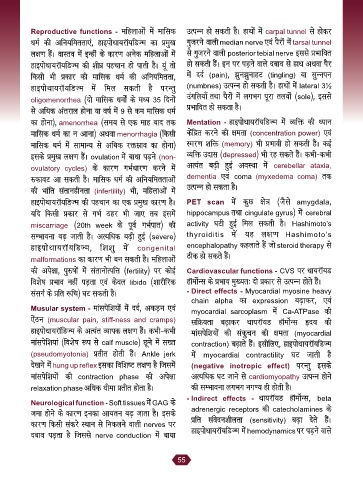 Reproductive functions - महिलाओं में मासिक
धर्म की अनियमितताएं, हाइपोथायरॉयडिज्म का प्रमुख
लक्षण हैं। वास्तव में इन्हीं के कारण अनेक महिलाओं में
हाइपोथायरॉयडिज्म की शीघ्र पहचान हो पाती है। यूं तो
किसी भी प्रकार की मासिक धर्म की अनियमितता,
हाइपोथायरॉयडिज्म में मिल सकती है परन्तु
oligomenorrhea (दो मासिक धर्मों के मध्य 35 दिनों
से अधिक अंतराल होना या वर्ष में 9 से कम मासिक धर्म
का होना), amenorrhea (समय से एक माह बाद तक
मासिक धर्म का न आना) अथवा menorrhagia (किसी
मासिक धर्म में सामान्य से अधिक रक्तस्राव का होना)
इसके प्रमुख लक्षण हैं। ovulation में बाधा पड़ने (non-
ovulatory cycles) के कारण गर्भधारण करने में
रूकावट आ सकती है। मासिक धर्म की अनियमितताओं
की भांति संतानहीनता (infertility) भी, महिलाओं में
हाइपोथायरॉयडिज्म की पहचान का एक प्रमुख कारण है।
यदि किसी प्रकार से गर्भ ठहर भी जाए तब इसमें
miscarriage (20th week के पूर्व गर्भपात) की
सम्भावना बढ़ जाती है। अत्यधिक बढ़ी हुई (severe)
हाइपोथायरॉयडिज्म, शिशु में congenital
malformations का कारण भी बन सकती है। महिलाओं
की अपेक्षा, पुरुषों में संतानोत्पत्ति (fertility) पर कोई
विशेष प्रभाव नहीं पड़ता एवं केवल libido (शारीरिक
संसर्ग के प्रति रूचि) घट सकती है।
Musular system - मांसपेशियों में दर्द, अकड़न एवं
ऐंठन (muscular pain, stiff-ness and cramps)
हाइपोथायरॉयडिज्म के अत्यंत व्यापक लक्षण हैं। कभी-कभी
मांसपेशियां (विशेष रूप से calf muscle) छूने में सख्त
(pseudomyotonia) प्रतीत होती हैं। Ankle jerk
देखने में hung up reflex इसका विशिष्ट लक्षण है जिसमें
मांसपेशियों की contraction phase की अपेक्षा
relaxation phase अधिक धीमा प्रतीत होता है।
Neurological function - Soft tissues में GAG के
जमा होने के कारण इनका आयतन बढ़ जाता है। इसके
कारण किसी संकरे स्थान से निकलने वाली nerves पर
दबाव पड़ता है जिससे nerve conduction में बाधा
उत्पन्न हो सकती है। हाथों में carpal tunnel से होकर
गुजरने वाली median nerve एवं पैरों में tarsal tunnel
से गुजरने वाली posterior tebial nerve इससे प्रभावित
हो सकती हैं। इन पर पड़ने वाले दबाव से हाथ अथवा पैर
में दर्द (pain), झुनझुनाहट (tingling) या सुन्नपन
(numbnes) उत्पन्न हो सकती है। हाथों में lateral 3½
उंगलियाँ तथा पैरों में लगभग पूरा तलवों (sole), इससे
प्रभावित हो सकता है।
Mentation - हाइपोथायरॉयडिज्म में व्यक्ति की ध्यान
केंद्रित करने की क्षमता (concentration power) एवं
स्मरण शक्ति (memory) भी प्रभावी हो सकती है। कई
व्यक्ति उदास (depressed) भी रह सकते हैं। कभी-कभी
अत्यंत बढ़ी हुई अवस्था में cerebellar ataxia,
dementia एवं coma (myxedema coma) तक
उत्पन्न हो सकता है।
PET scan में कुछ क्षेत्र (जैसे amygdala,
hippocampus तथा cingulate gyrus) में cerebral
activity घटी हुई मिल सकती है। Hashimoto's
thyroiditis में यह लक्षण Hashimoto's
encephalopathy कहलाते हैं जो steroid therapy से
ठीक हो सकते हैं।
Cardiovascular functions - CVS पर थायरॉयड
हॉर्मोन्स के प्रभाव मुख्यतः दो प्रकार से उत्पन्न होते हैं।
- Direct effects - Myocardial myosine heavy
chain alpha का expression बढ़ाकर, एवं
myocardial sarcoplasm में Ca-ATPase की
सक्रियता बढ़ाकर थायरॉयड हॉर्मोन्स हृदय की
मांसपेशियों की संकुचन की क्षमता (myocardial
contraction) बढ़ाते हैं। इसीलिए, हाइपोथायरॉयडिज्म
में myocardial contractility घट जाती है
(negative inotropic effect) परन्तु इसके
अत्यधिक घट जाने से cardiomyopathy उत्पन्न होने
की सम्भावना लगभग नगण्य ही होती है।
- Indirect effects - थायरॉयड हॉर्मोन्स, beta
adrenergic receptors की catecholamines के
प्रति संवेदनशीलता (sensitivity) बढ़ा देते हैं।
हाइपोथायरॉयडिज्म में hemodynamics पर पड़ने वाले
55